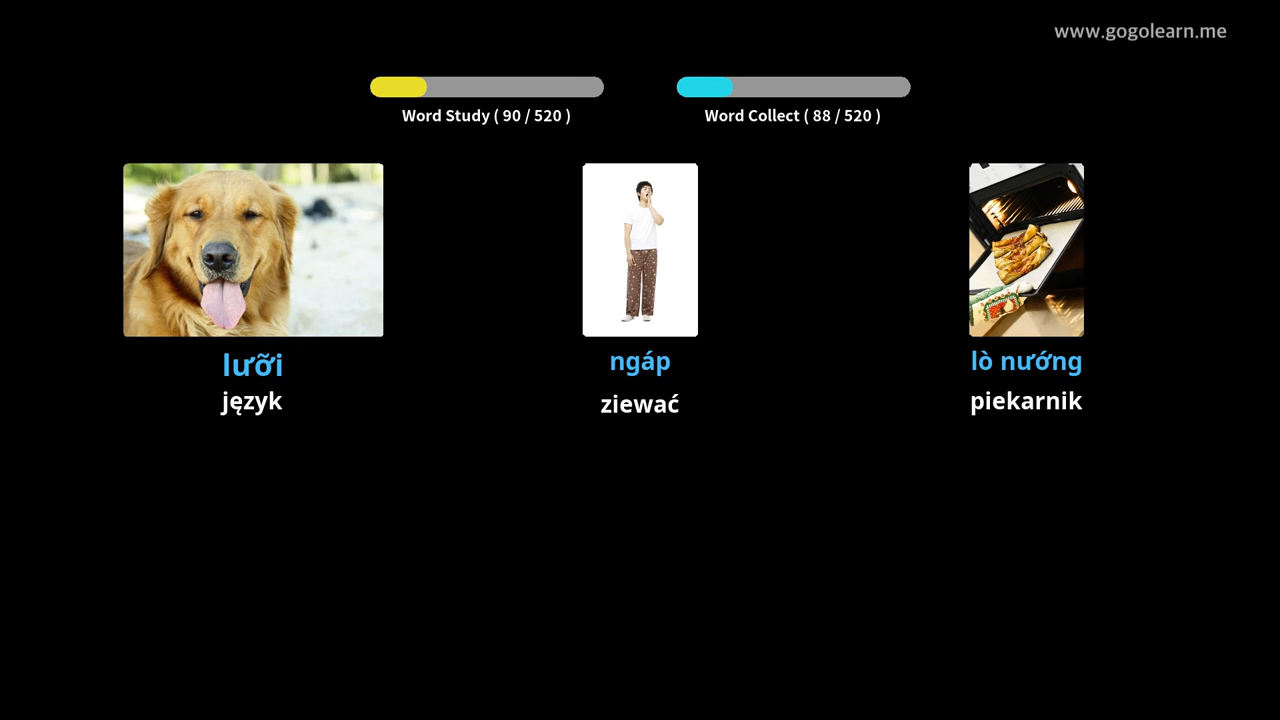 www.gogolearn.me
Word Study ( 90 / 520 )
Word Collect ( 88 / 520 )
lưỡi
język
ngáp
ziewać
lò nướng
piekarnik